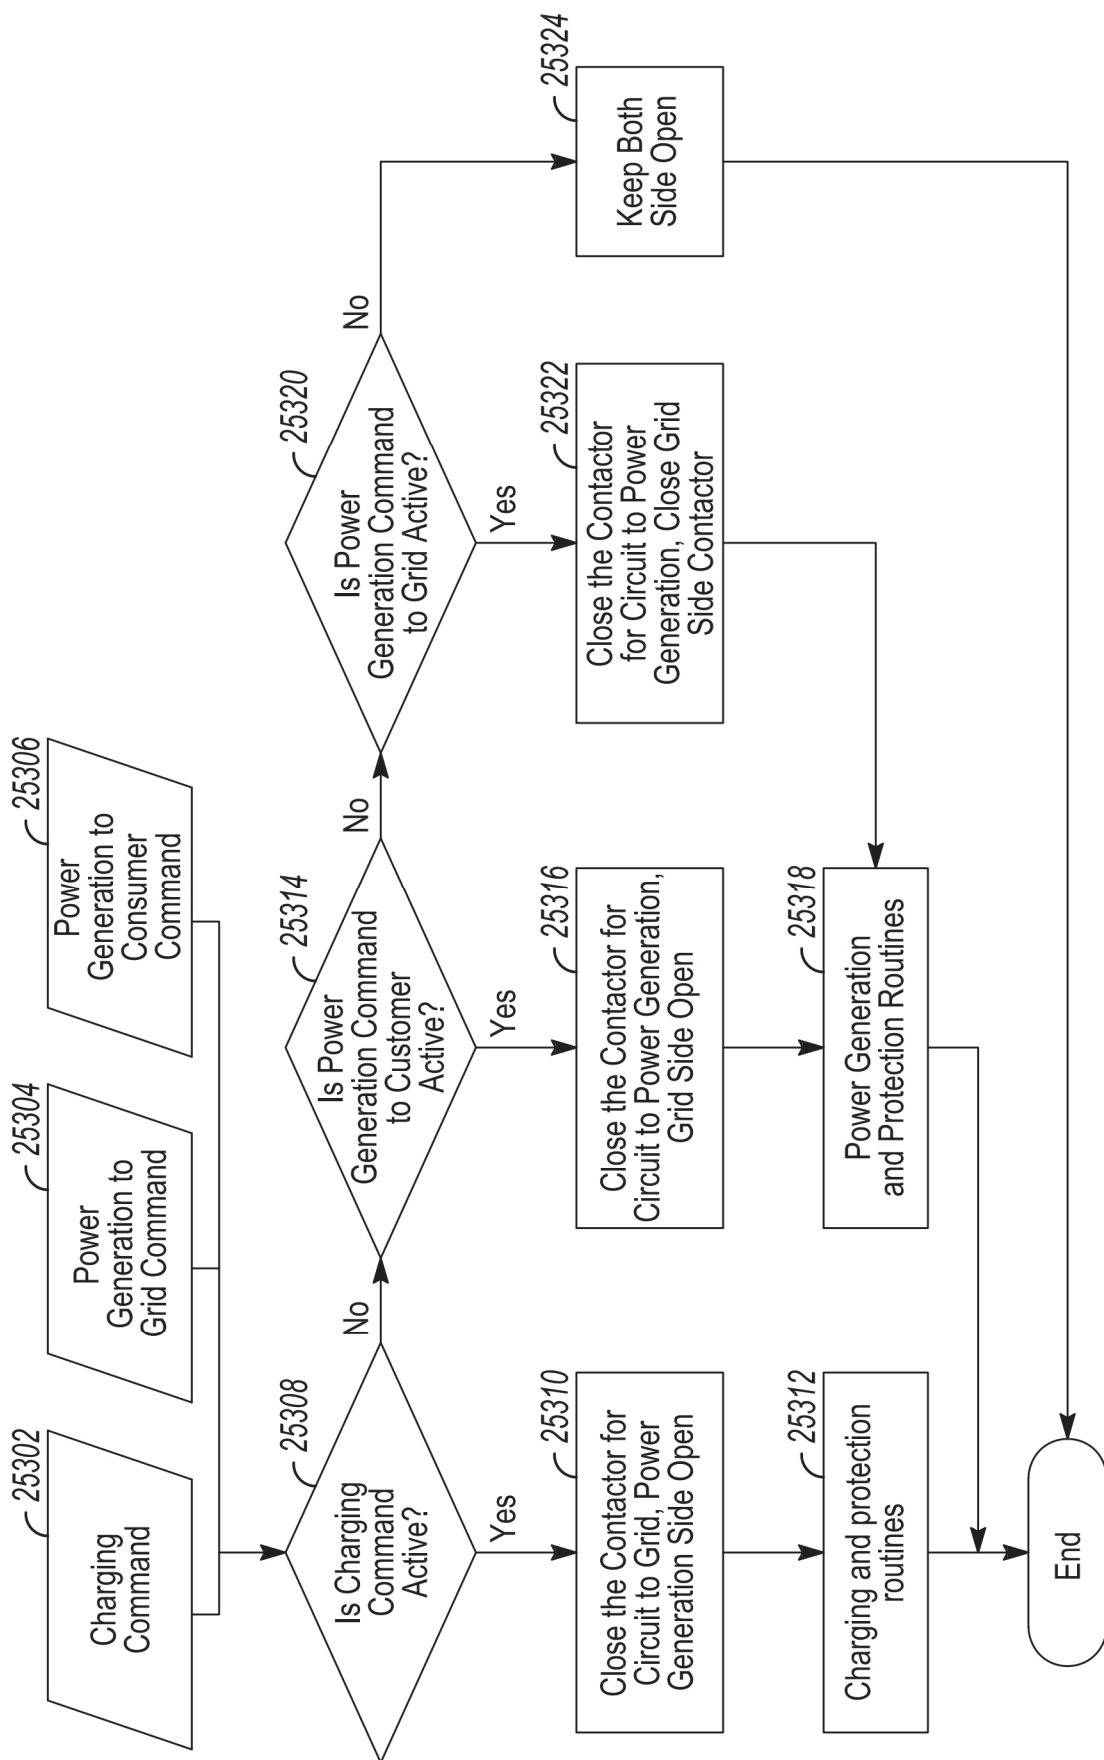 25302
Charging
Command
25304
Power
Generation to
Grid Command
25306
Power
Generation to
Consumer
Command
25308
Is Charging
Command
Active?
No
Yes
25314
Is Power
Generation Command
to Customer
Active?
No
Yes
25320
Is Power
Generation Command
to Grid Active?
No
Yes
25310
Close the Contactor for
Circuit to Grid, Power
Generation Side Open
25316
Close the Contactor for
Circuit to Power Generation,
Grid Side Open
25322
Close the Contactor
for Circuit to Power
Generation, Close Grid
Side Contactor
25324
Keep Both
Side Open
25312
Charging and protection
routines
25318
Power Generation
and Protection Routines
End